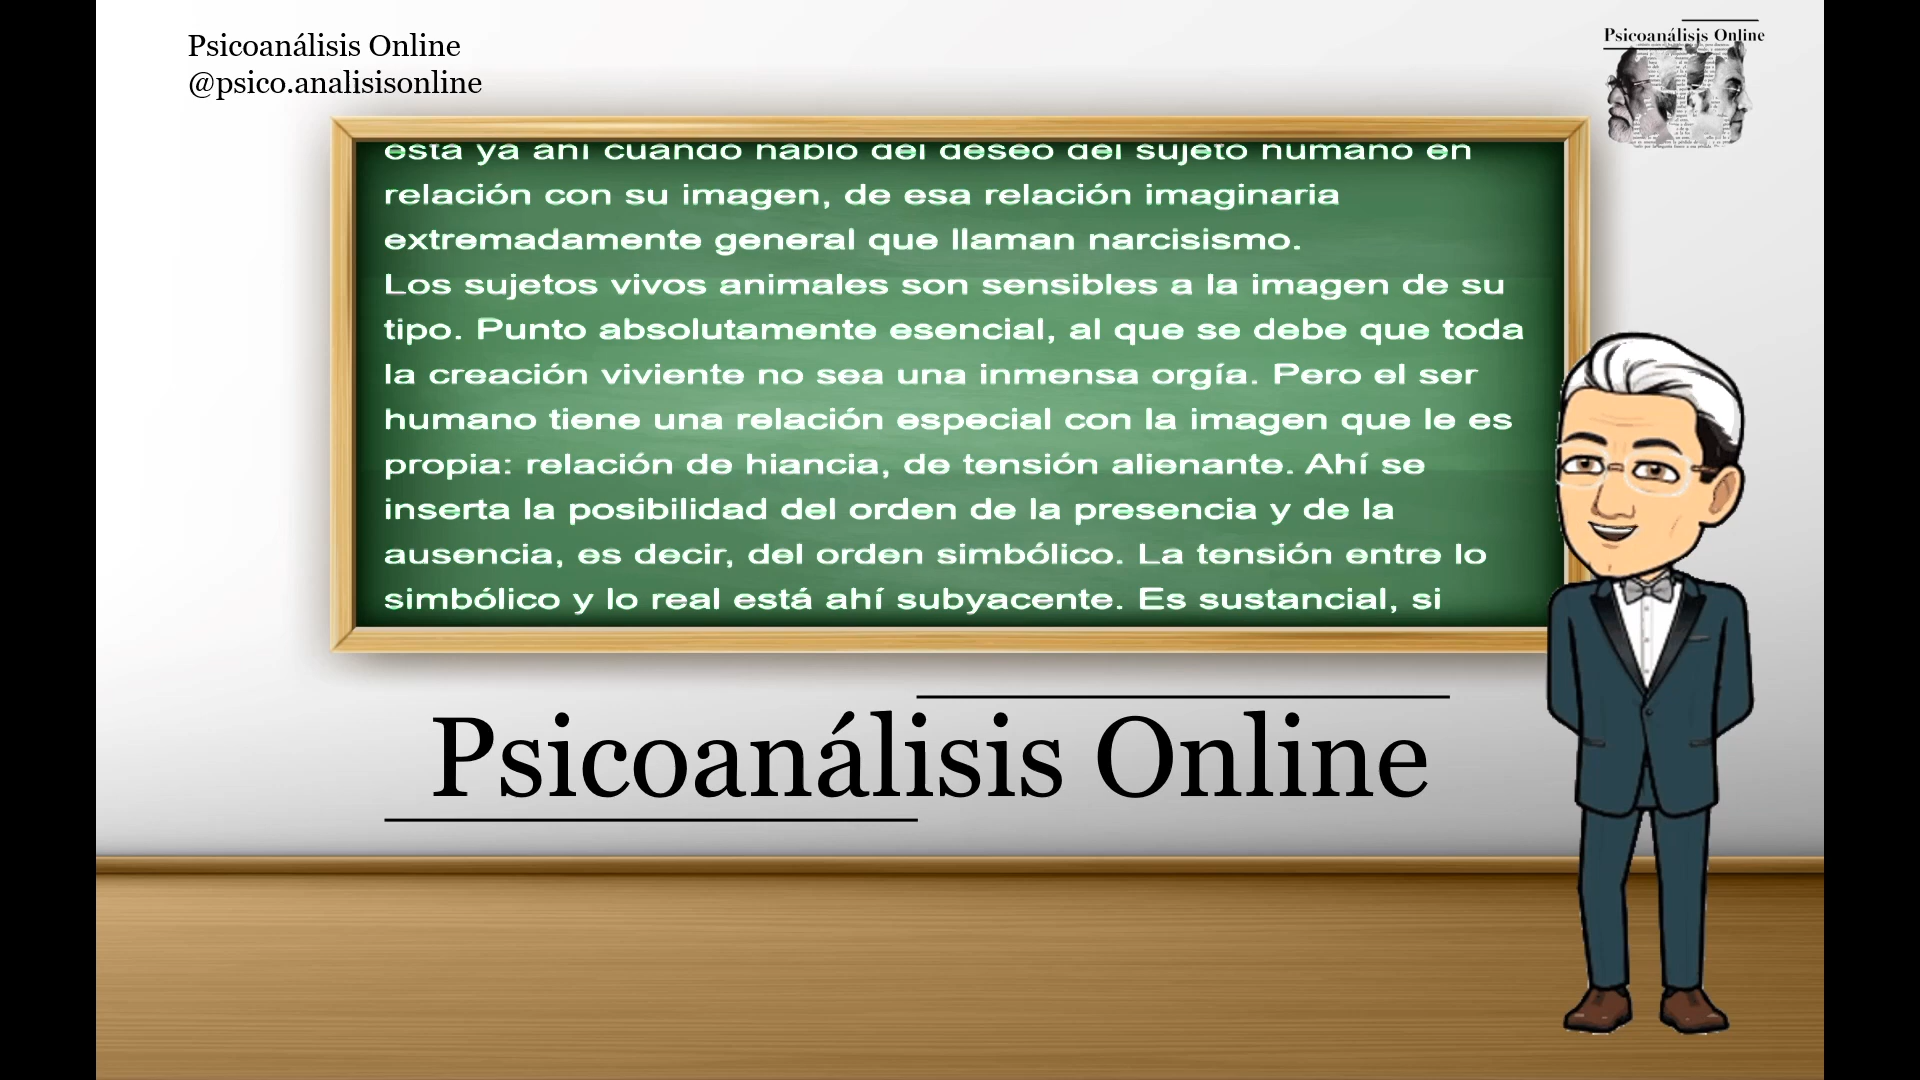 Psicoanálisis Online
@psico.analisisonline
Psicoanálisis Online
está ya ahí cuando hablo del deseo del sujeto humano en
relación con su imagen, de esa relación imaginaria
extremadamente general que llaman narcisismo.
Los sujetos vivos animales son sensibles a la imagen de su
tipo. Punto absolutamente esencial, al que se debe que toda
la creación viviente no sea una inmensa orgía. Pero el ser
humano tiene una relación especial con la imagen que le es
propia: relación de hiancia, de tensión alienante. Ahí se
inserta la posibilidad del orden de la presencia y de la
ausencia, es decir, del orden simbólico. La tensión entre lo
simbólico y lo real está ahí subyacente. Es sustancial, si
Psicoanálisis Online